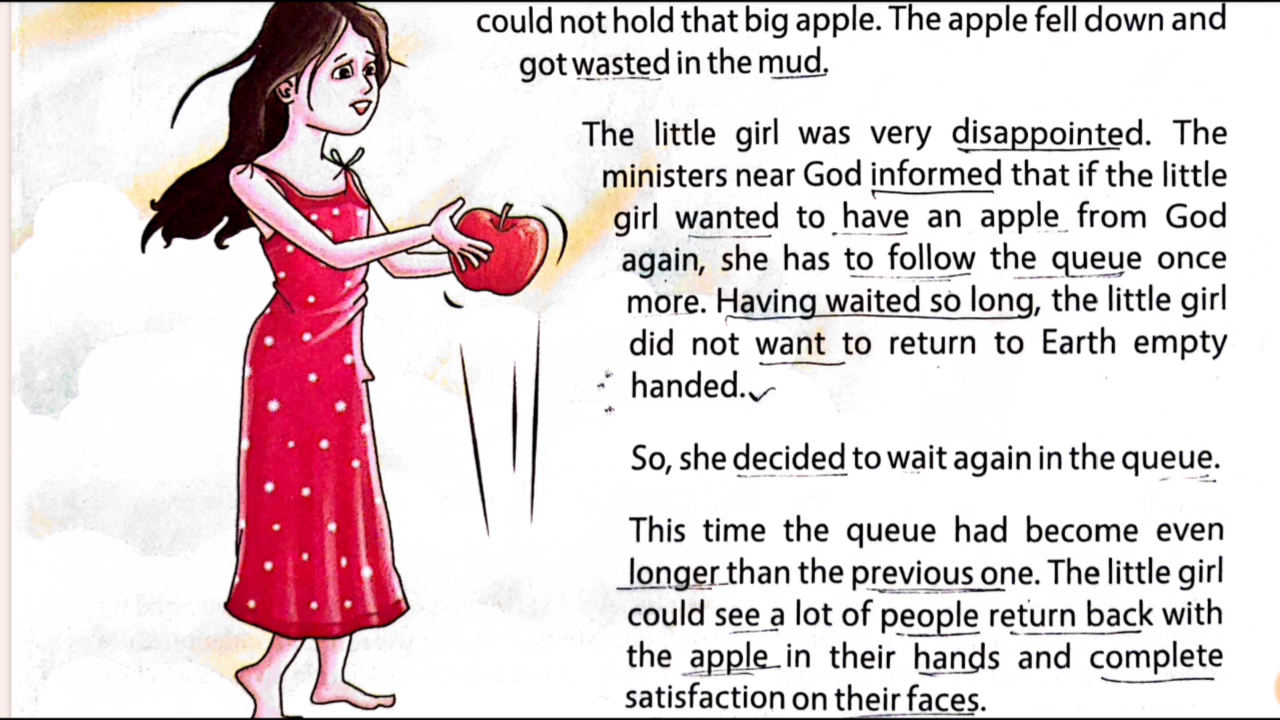 could not hold that big apple. The apple fell down and
got wasted in the mud.
The little girl was very disappointed. The
ministers near God informed that if the little
girl wanted to have an apple from God
again, she has to follow the queue once
more. Having waited so long, the little girl
did not want to return to Earth empty
handed.
So, she decided to wait again in the queue.
This time the queue had become even
longer than the previous one. The little girl
could see a lot of people return back with
the apple in their hands and complete
satisfaction on their faces.